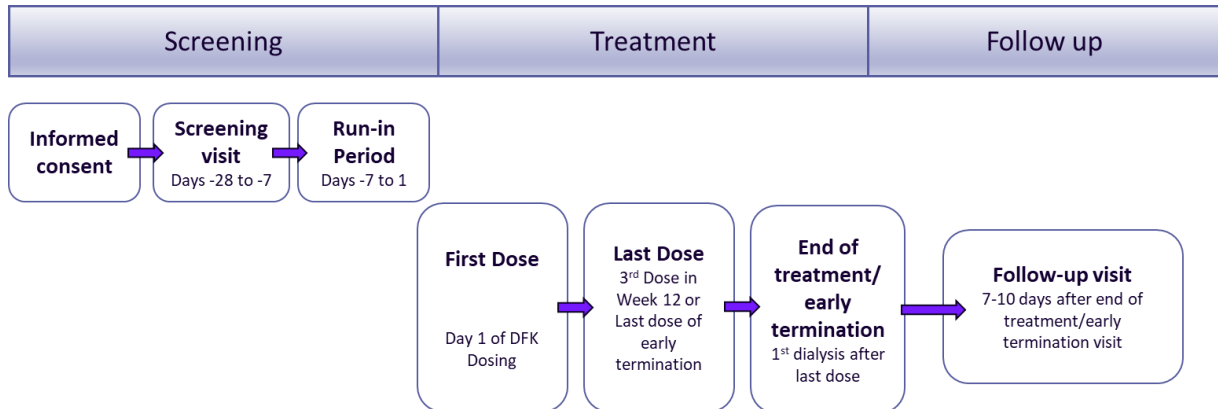 Screening
Treatment
Follow up
Informed
consent
Screening
visit
Days -28 to -7
Run-in
Period
Days -7 to 1
First Dose
Day 1 of DFK
Dosing
Last Dose
3rd Dose in
Week 12 or
Last dose of
early
termination
End of
treatment/
early
termination
1st dialysis after
last dose
Follow-up visit
7-10 days after end of
treatment/early
termination visit